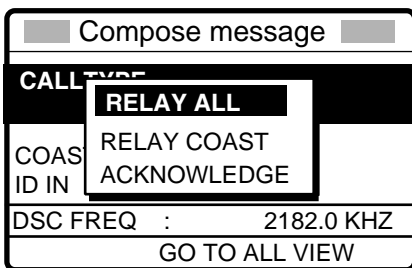 Compose message
CALLTYPE
RELAY ALL
RELAY COAST
COAS
ACKNOWLEDGE
ID IN
DSC FREQ : 2182.0 KHZ
GO TO ALL VIEW